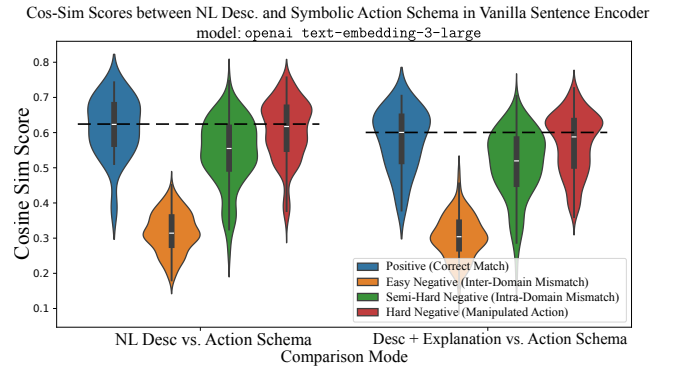 Cos-Sim Scores between NL Desc. and Symbolic Action Schema in Vanilla Sentence Encoder
model: openai text-embedding-3-large
Cosine Sim Score
0.8
0.7
0.6
0.5
0.4
0.3
0.2
0.1
Positive (Correct Match)
Easy Negative (Inter-Domain Mismatch)
Semi-Hard Negative (Intra-Domain Mismatch)
Hard Negative (Manipulated Action)
NL Desc vs. Action Schema
Desc + Explanation vs. Action Schema
Comparison Mode